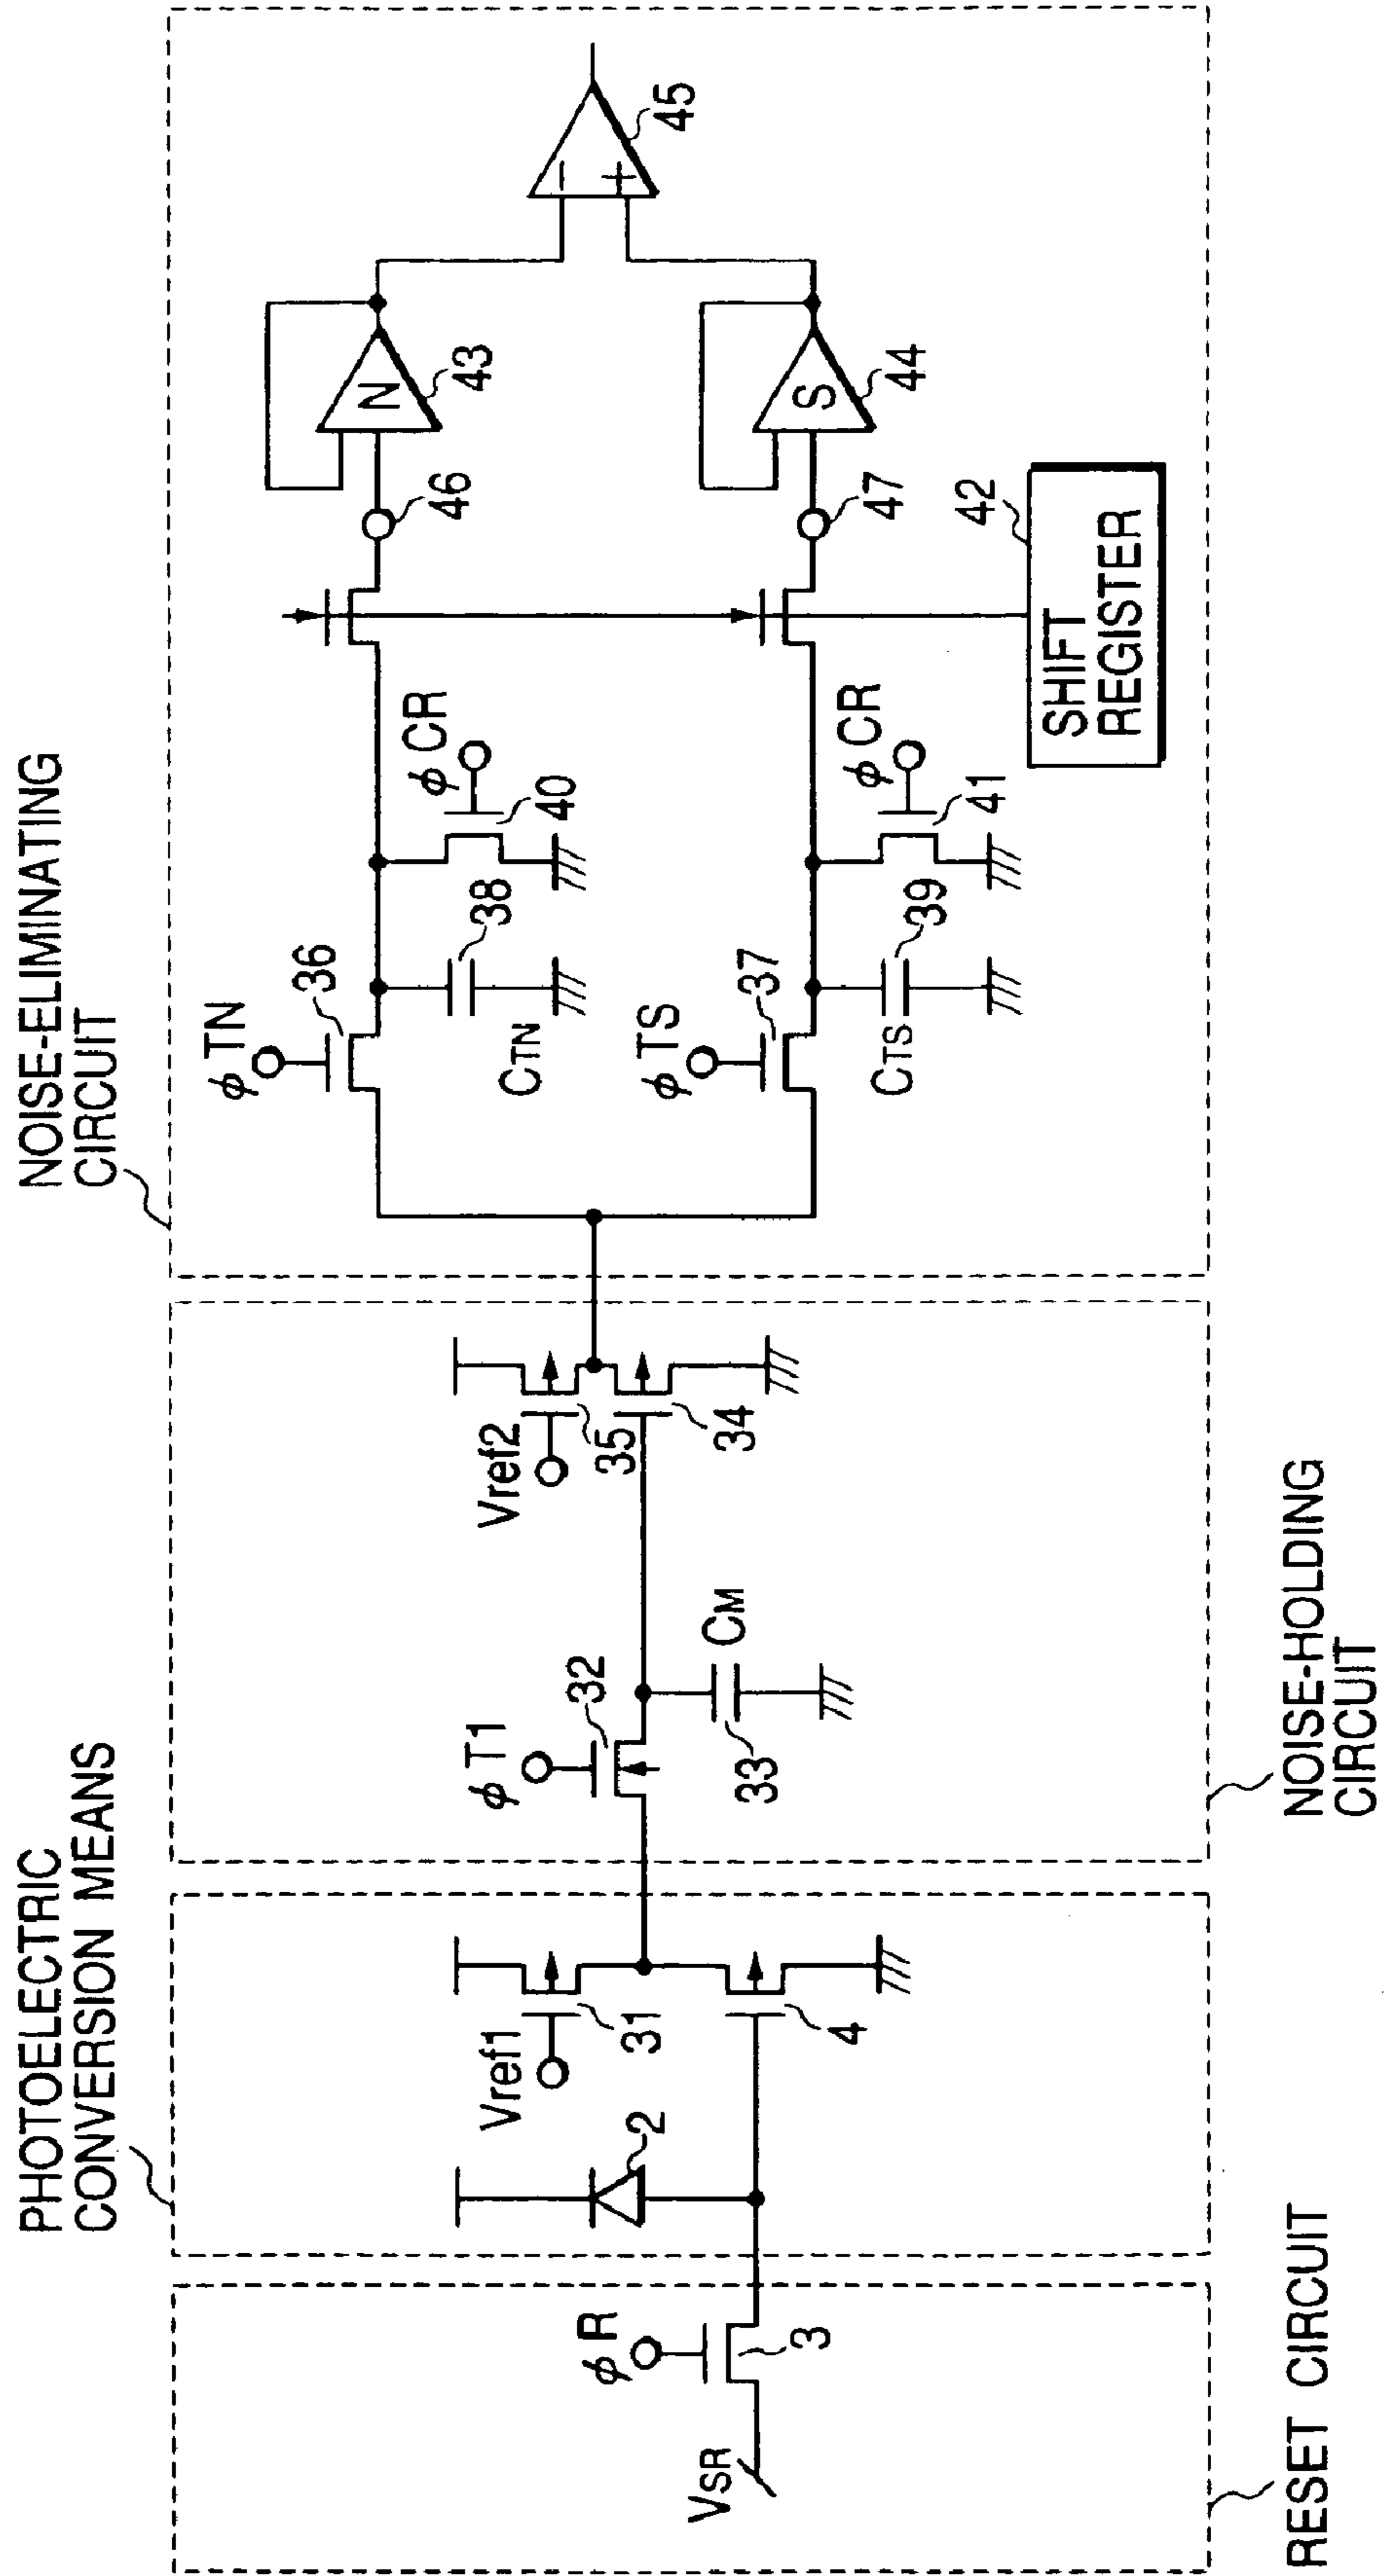 RESET CIRCUIT
VSR
φR
3
PHOTOELECTRIC
CONVERSION MEANS
2
Vref1
31
4
NOISE-HOLDING
CIRCUIT
φT1
32
33
CM
Vref2
35
34
NOISE-ELIMINATING
CIRCUIT
φTN
36
CTN
38
φCR
40
φTS
37
CTS
39
φCR
41
SHIFT
REGISTER
42
46
47
N
43
S
44
−
+
45